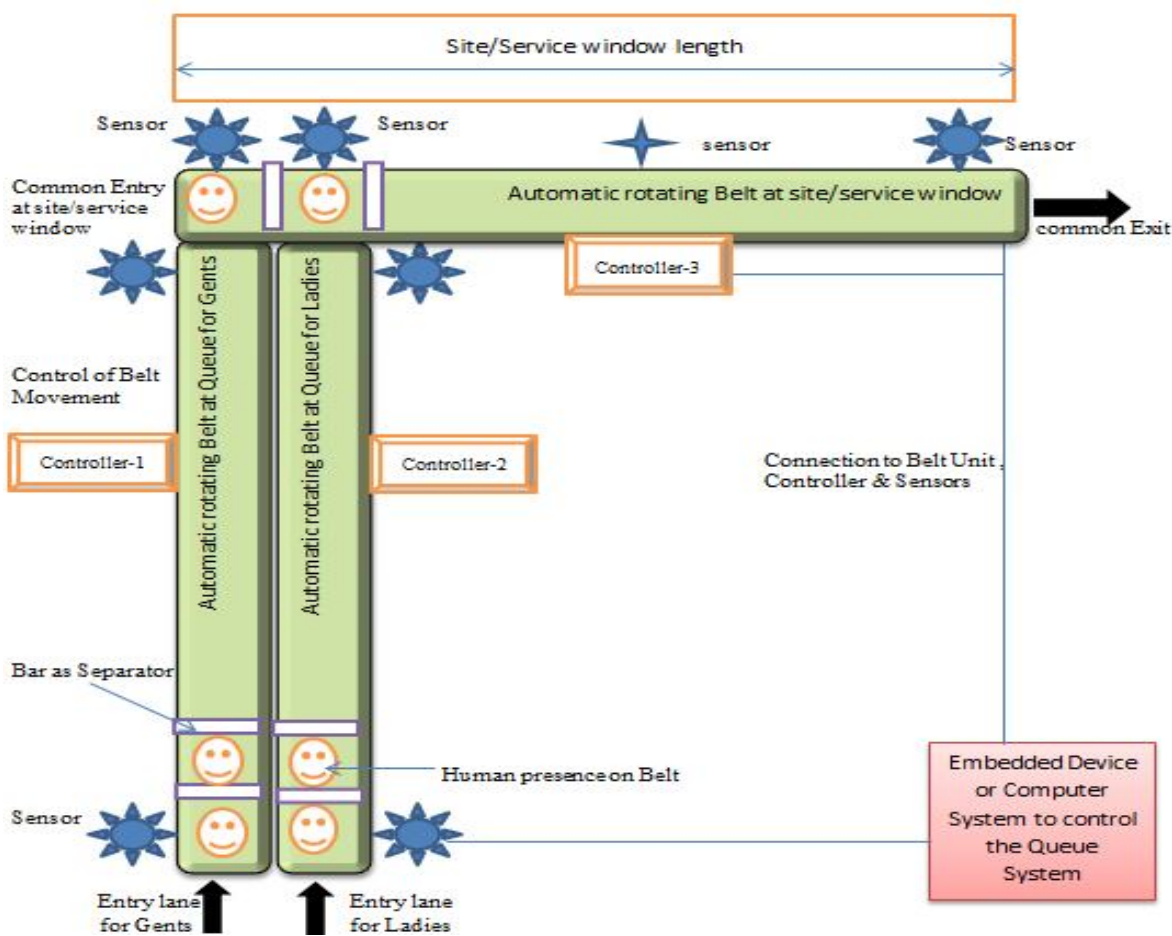 Site/Service window length
Sensor
Sensor
sensor
Sensor
Common Entry
at site/service
window
Automatic rotating Belt at site/service window
common Exit
Controller-3
Automatic rotating Belt at Queue for Gents
Automatic rotating Belt at Queue for Ladies
Control of Belt
Movement
Controller-1
Controller-2
Connection to Belt Unit ,
Controller & Sensors
Bar as Separator
Human presence on Belt
Sensor
Embedded Device
or Computer
System to control
the Queue
System
Entry lane
for Gents
Entry lane
for Ladies